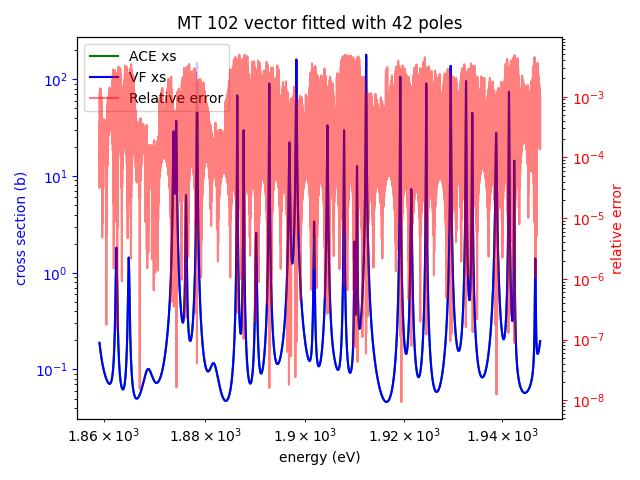 MT 102 vector fitted with 42 poles
ACE xs
VF xs
Relative error
cross section (b)
10²
10¹
10⁰
10⁻¹
relative error
10⁻³
10⁻⁴
10⁻⁵
10⁻⁶
10⁻⁷
10⁻⁸
1.86 × 10³ 1.88 × 10³ 1.9 × 10³ 1.92 × 10³ 1.94 × 10³
energy (eV)